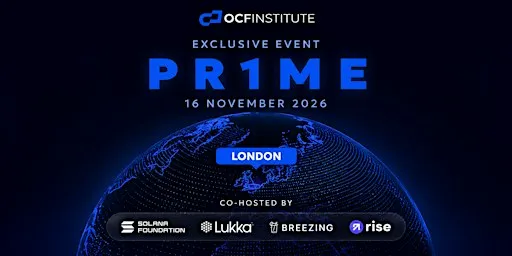 OCFINSTITUTE
EXCLUSIVE EVENT
PR1ME
16 NOVEMBER 2026
LONDON
CO-HOSTED BY
SOLANA FOUNDATION
Lukka
BREEZING
rise